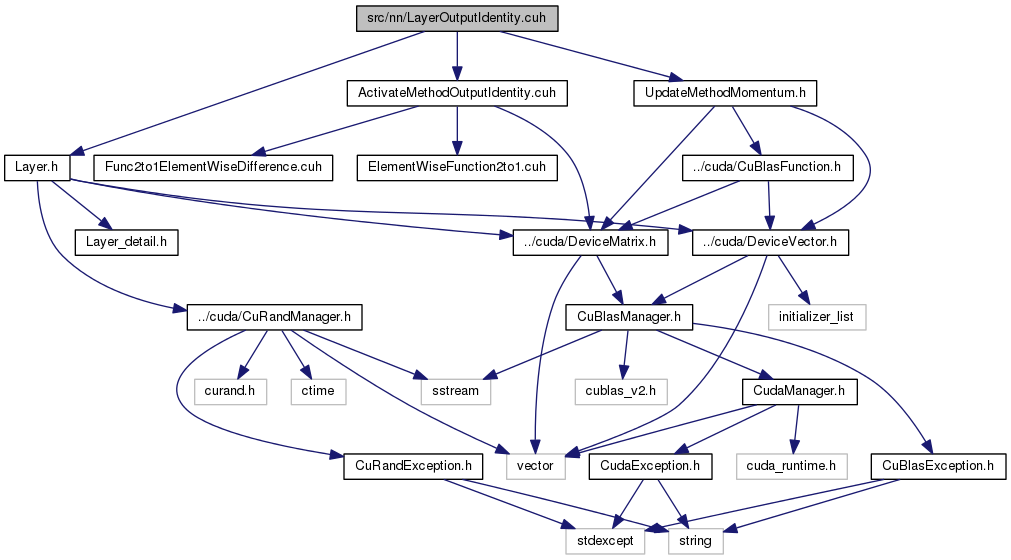 src/nn/LayerOutputIdentity.cuh
ActivateMethodOutputIdentity.cuh
UpdateMethodMomentum.h
Layer.h
Func2to1ElementWiseDifference.cuh
ElementWiseFunction2to1.cuh
../cuda/CuBlasFunction.h
Layer_detail.h
../cuda/DeviceMatrix.h
../cuda/DeviceVector.h
../cuda/CuRandManager.h
CuBlasManager.h
initializer_list
curand.h
ctime
sstream
cublas_v2.h
CudaManager.h
CuRandException.h
vector
CudaException.h
cuda_runtime.h
CuBlasException.h
stdexcept
string